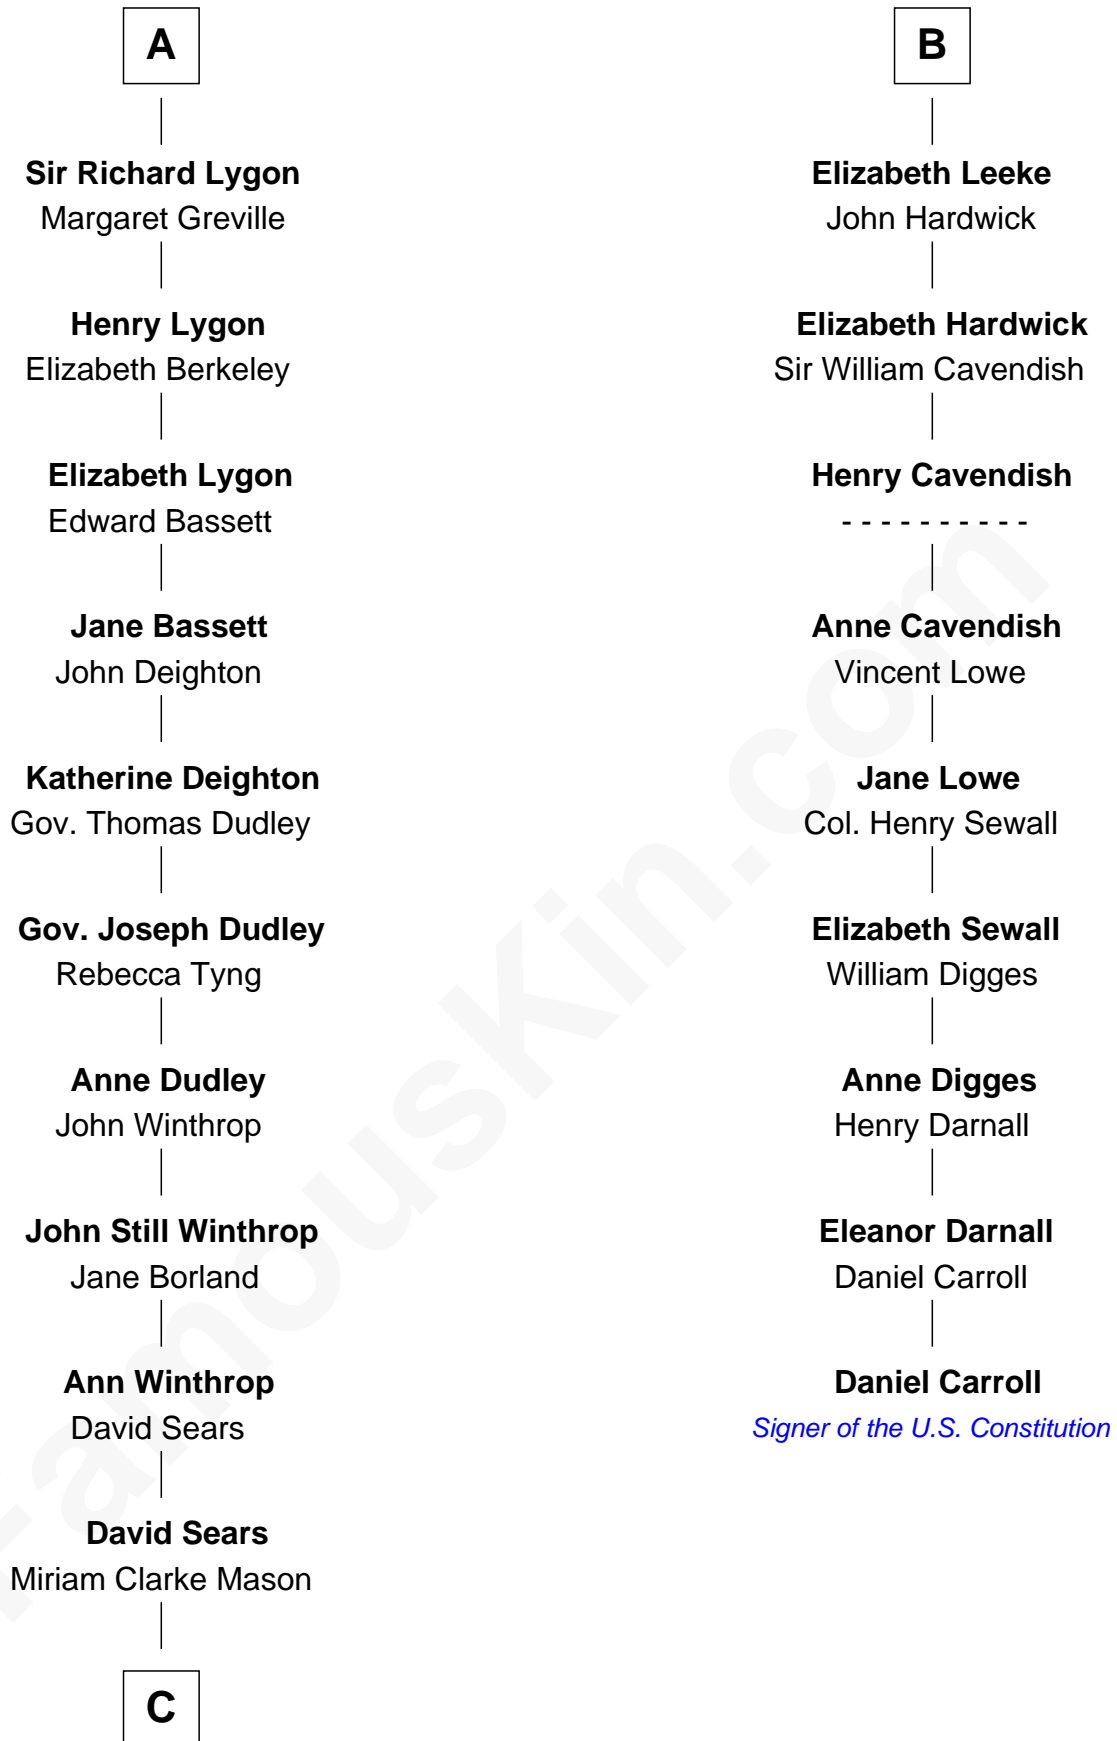 A
Sir Richard Lygon
Margaret Greville
Henry Lygon
Elizabeth Berkeley
Elizabeth Lygon
Edward Bassett
Jane Bassett
John Deighton
Katherine Deighton
Gov. Thomas Dudley
Gov. Joseph Dudley
Rebecca Tyng
Anne Dudley
John Winthrop
John Still Winthrop
Jane Borland
Ann Winthrop
David Sears
David Sears
Miriam Clarke Mason
C
B
Elizabeth Leeke
John Hardwick
Elizabeth Hardwick
Sir William Cavendish
Henry Cavendish
- - - - - - - - - -
Anne Cavendish
Vincent Lowe
Jane Lowe
Col. Henry Sewall
Elizabeth Sewall
William Digges
Anne Digges
Henry Darnall
Eleanor Darnall
Daniel Carroll
Daniel Carroll
Signer of the U.S. Constitution
FamousKin.com